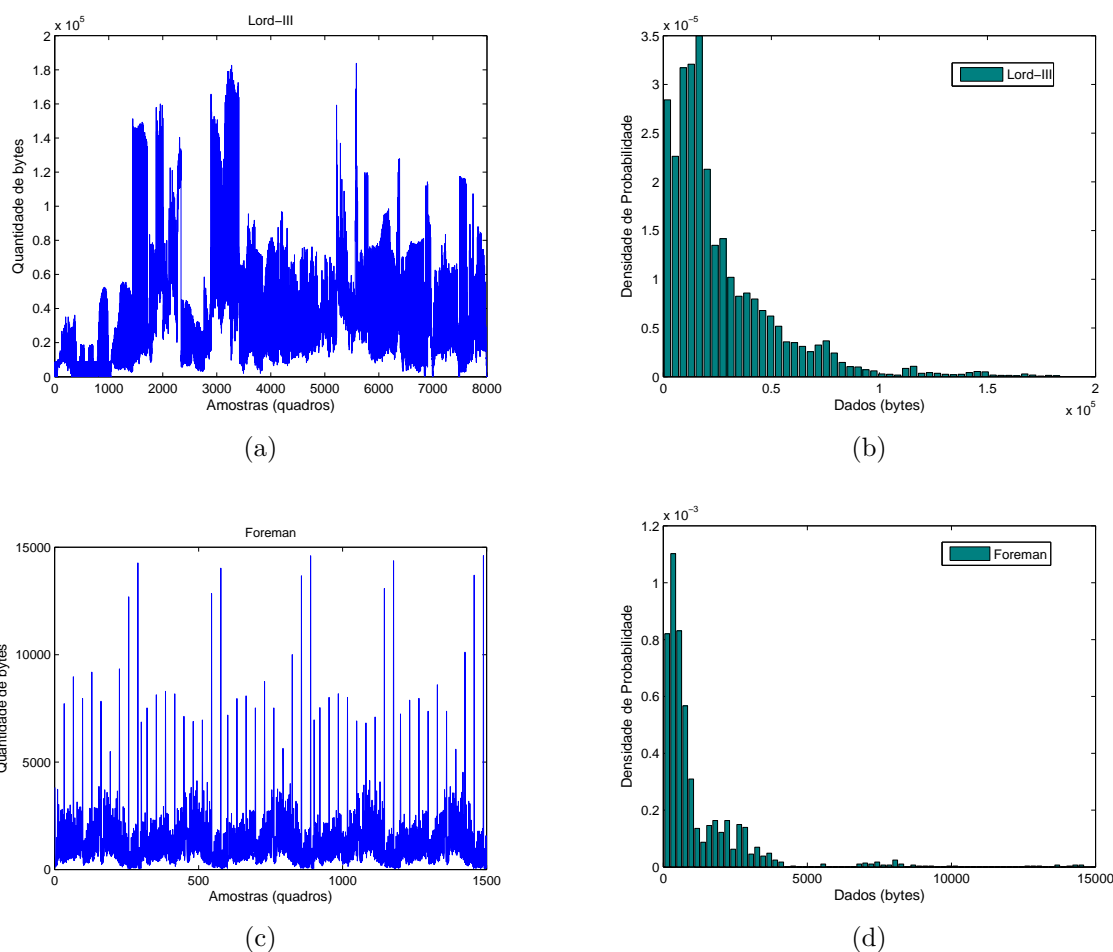 Lord−III
x 10^5
Quantidade de bytes
2
1.8
1.6
1.4
1.2
1
0.8
0.6
0.4
0.2
0
0 1000 2000 3000 4000 5000 6000 7000 8000
Amostras (quadros)
(a)
x 10^−5
Densidade de Probabilidade
3.5
3
2.5
2
1.5
1
0.5
0
Lord−III
0 0.5 1 1.5 2
x 10^5
Dados (bytes)
(b)
Foreman
Quantidade de bytes
15000
10000
5000
0
0 500 1000 1500
Amostras (quadros)
(c)
x 10^−3
Densidade de Probabilidade
1.2
1
0.8
0.6
0.4
0.2
0
Foreman
0 5000 10000 15000
Dados (bytes)
(d)